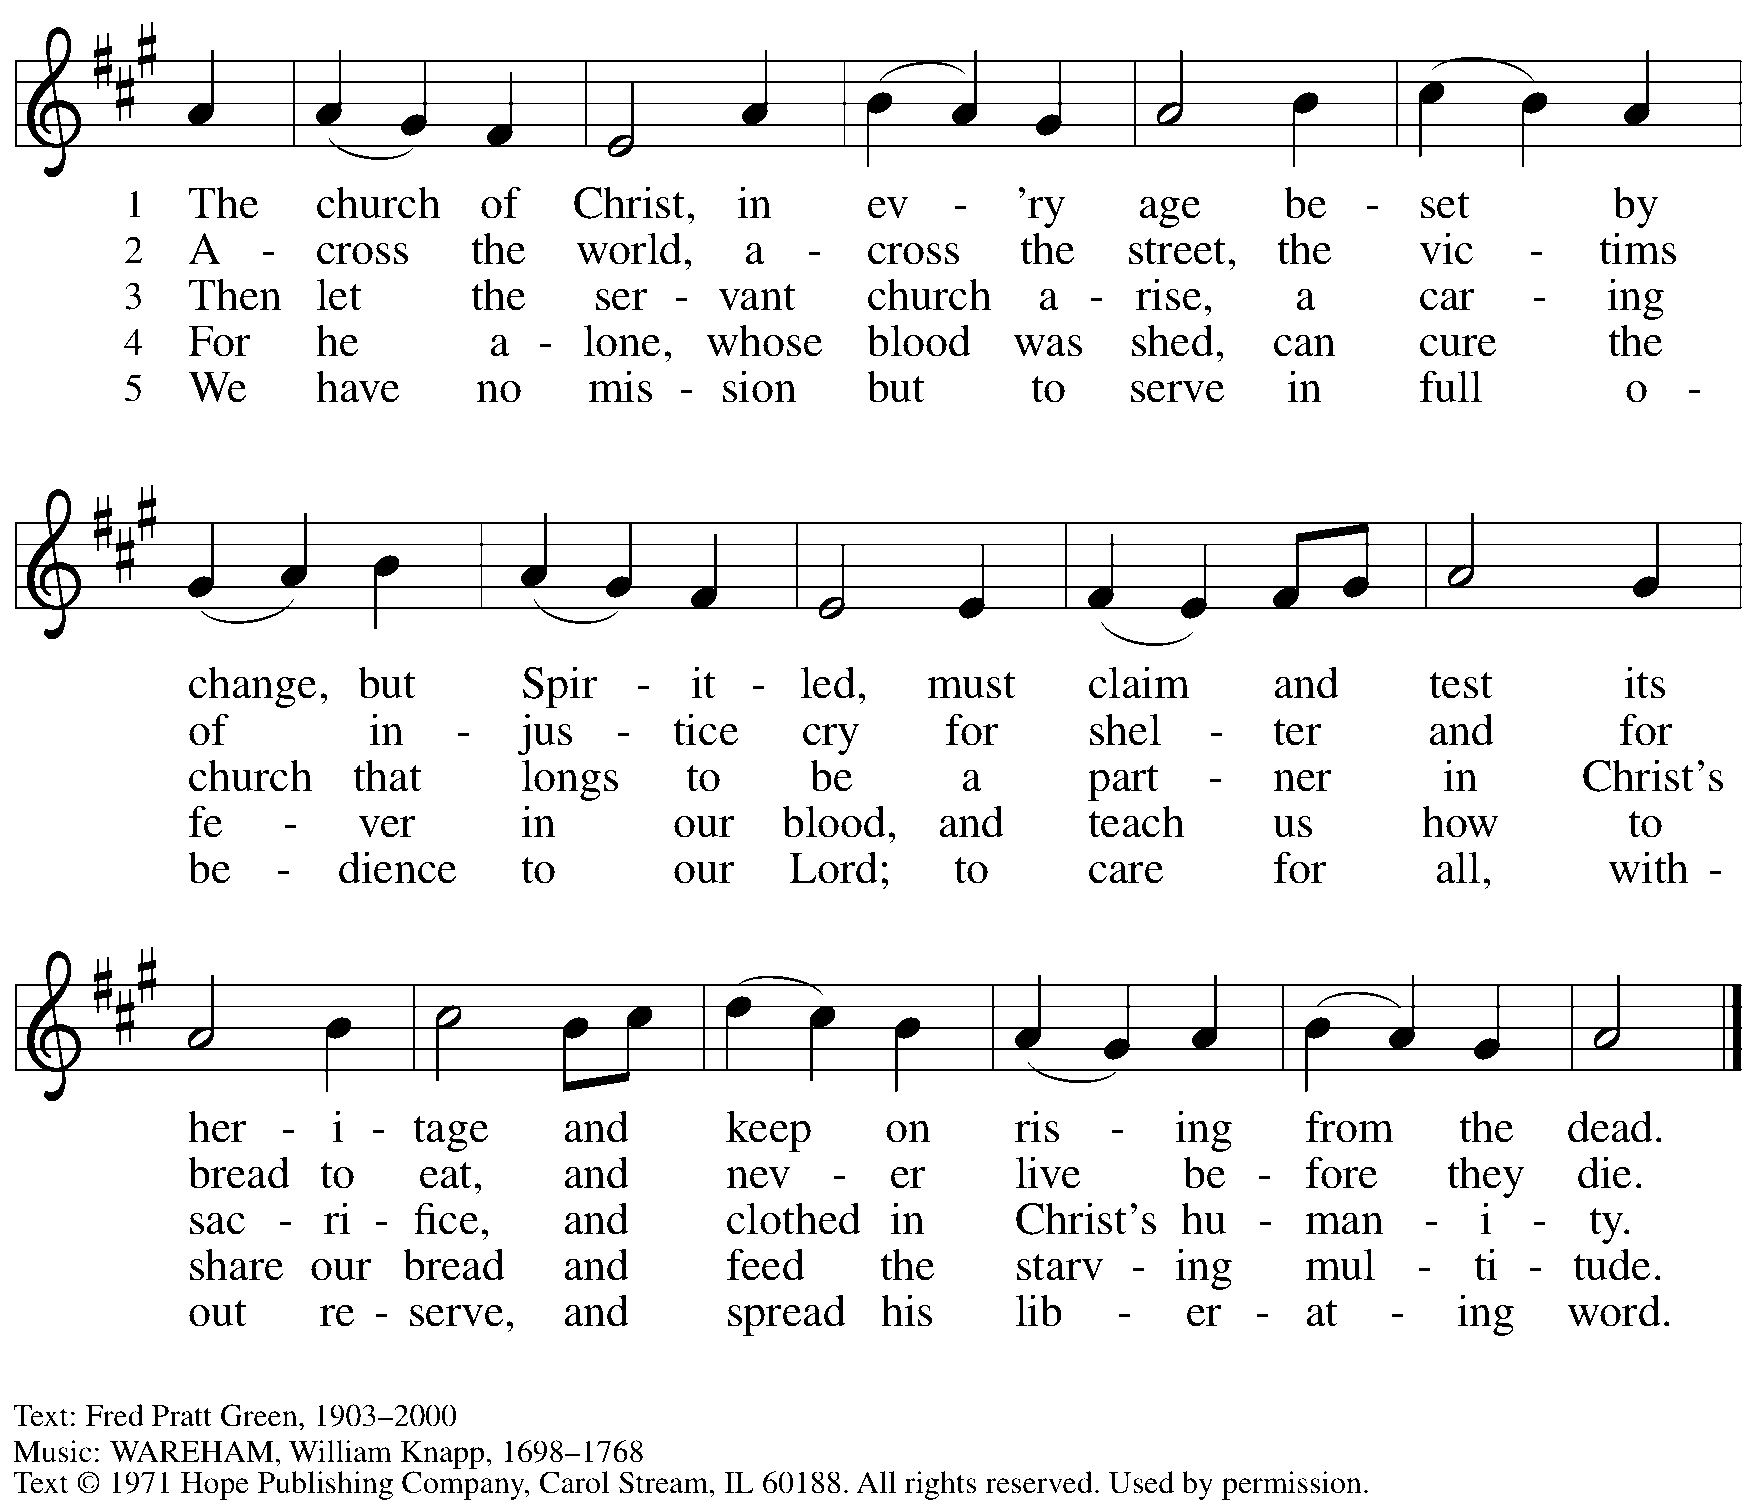 1 The church of Christ, in ev - 'ry age be - set by
2 A - cross the world, a - cross the street, the vic - tims
3 Then let the ser - vant church a - rise, a car - ing
4 For he a - lone, whose blood was shed, can cure the
5 We have no mis - sion but to serve in full o -
change, but Spir - it - led, must claim and test its
of in - jus - tice cry for shel - ter and for
church that longs to be a part - ner in Christ's
fe - ver in our blood, and teach us how to
be - dience to our Lord; to care for all, with -
her - i - tage and keep on ris - ing from the dead.
bread to eat, and nev - er live be - fore they die.
sac - ri - fice, and clothed in Christ's hu - man - i - ty.
share our bread and feed the starv - ing mul - ti - tude.
out re - serve, and spread his lib - er - at - ing word.
Text: Fred Pratt Green, 1903–2000
Music: WAREHAM, William Knapp, 1698–1768
Text © 1971 Hope Publishing Company, Carol Stream, IL 60188. All rights reserved. Used by permission.